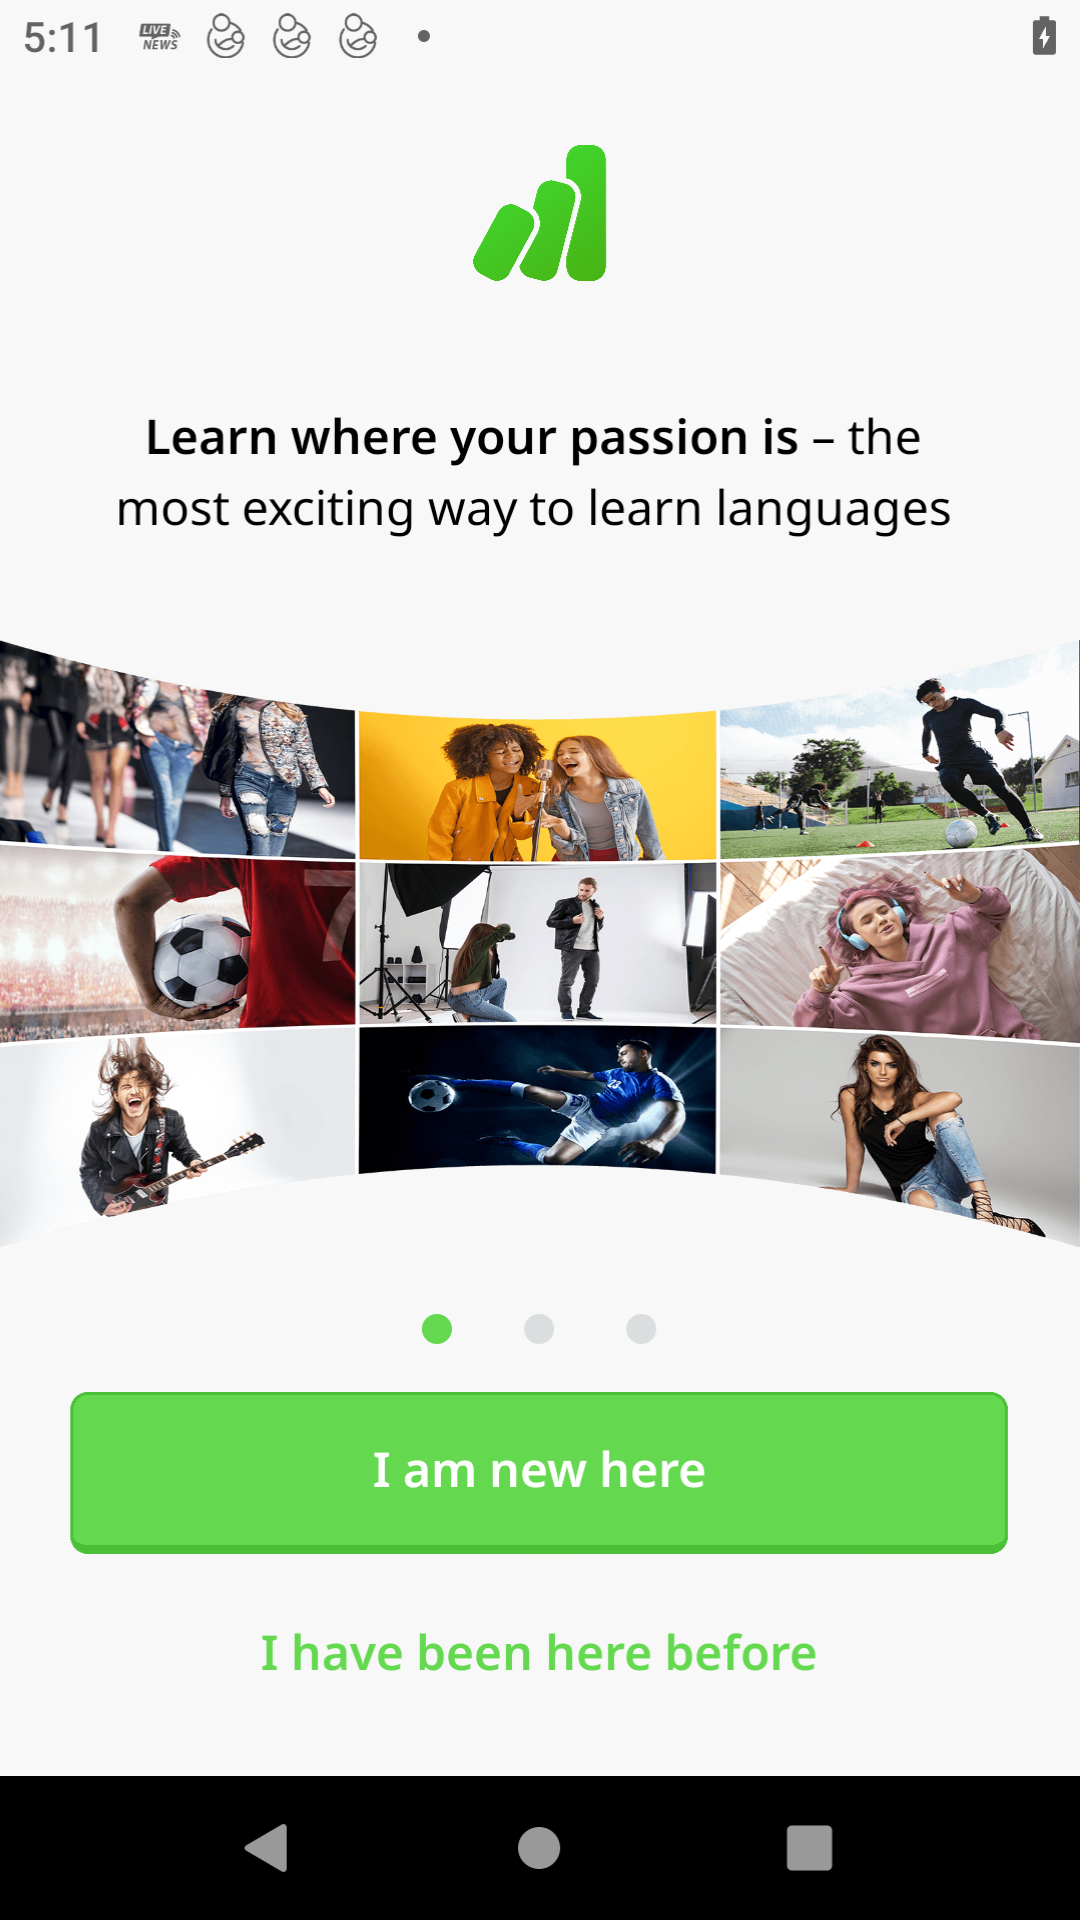 5:11
LIVE
NEWS
Learn where your passion is – the
most exciting way to learn languages
I am new here
I have been here before